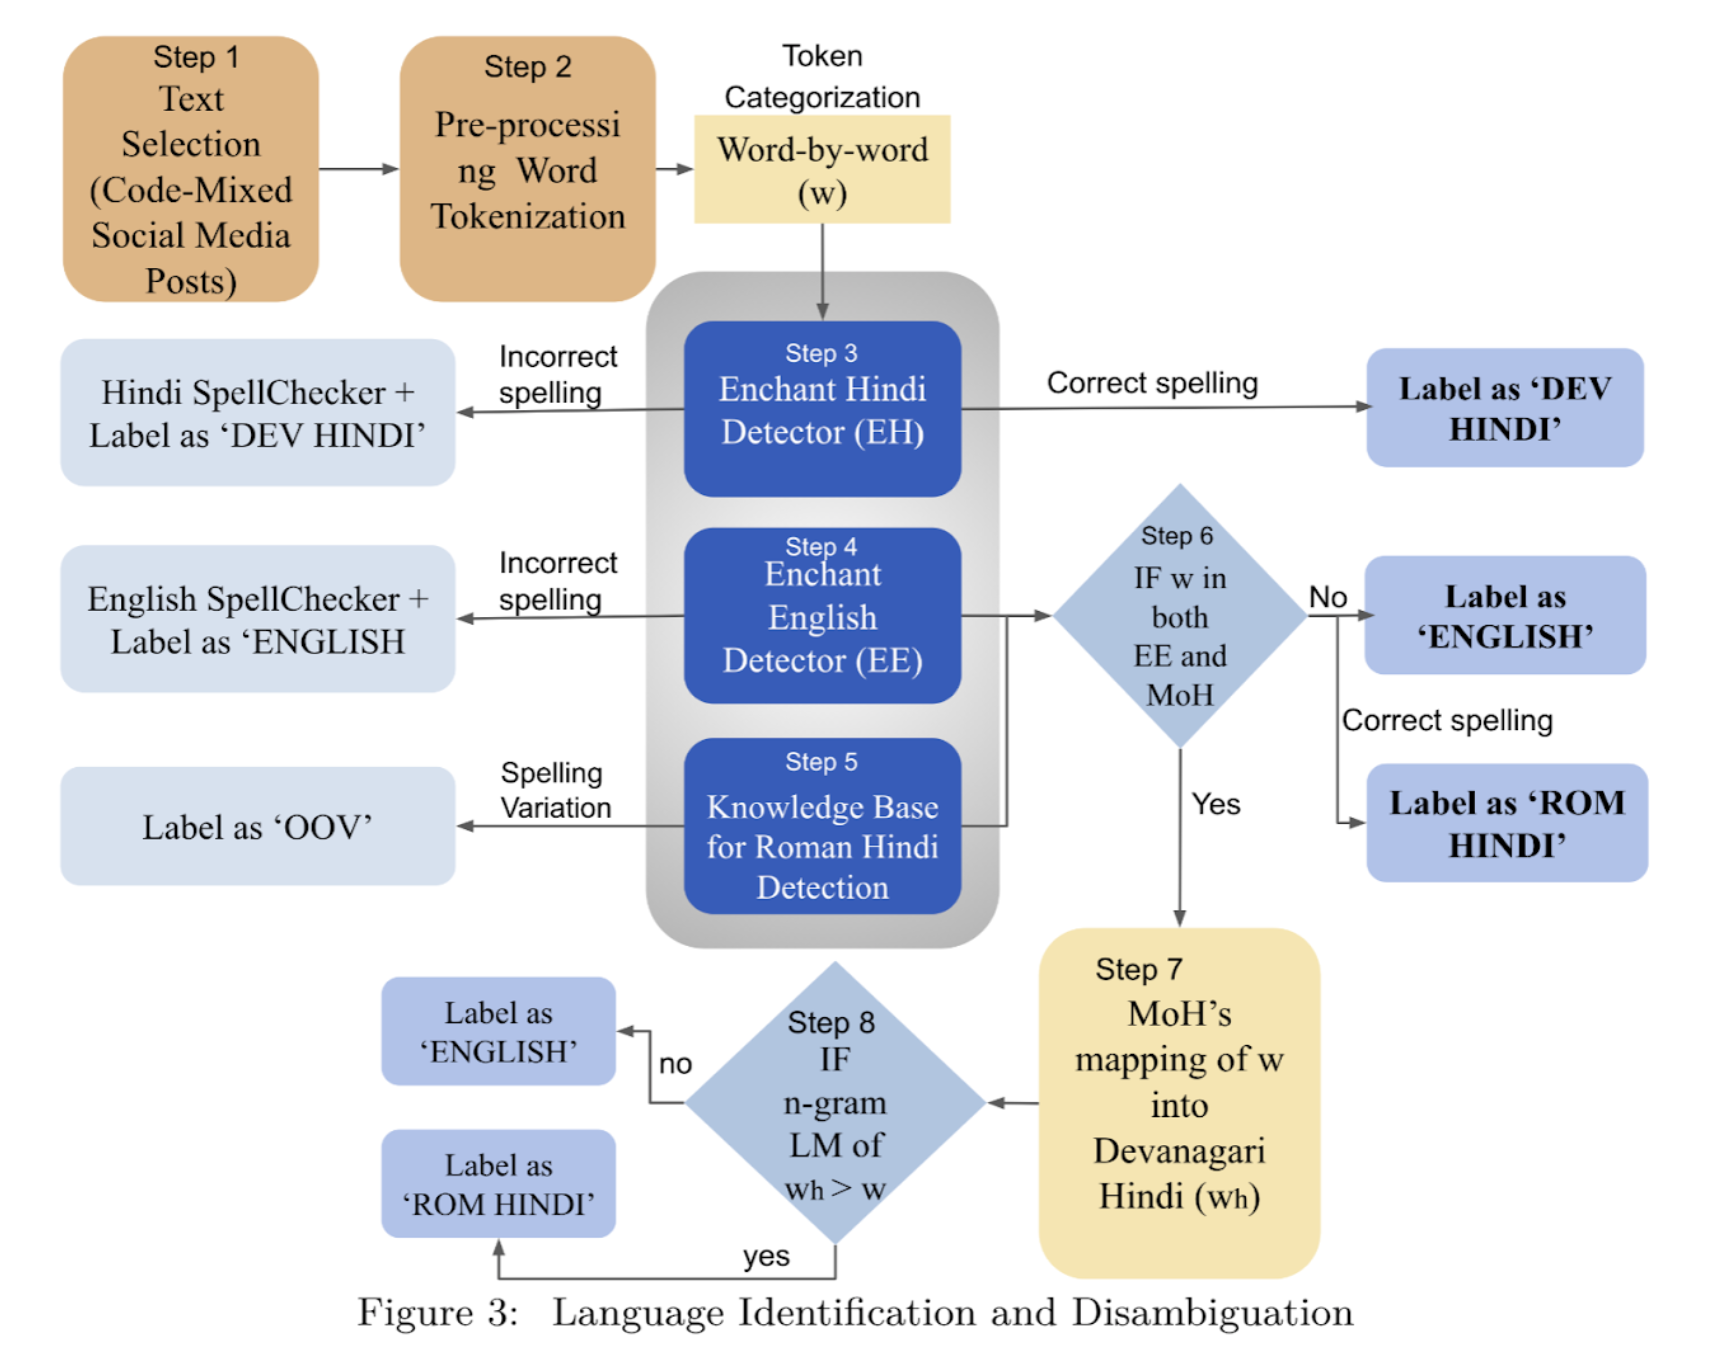 Step 1
Text
Selection
(Code-Mixed
Social Media
Posts)
Step 2
Pre-processi
ng Word
Tokenization
Token
Categorization
Word-by-word
(w)
Step 3
Enchant Hindi
Detector (EH)
Incorrect
spelling
Hindi SpellChecker +
Label as ‘DEV HINDI’
Correct spelling
Label as ‘DEV
HINDI’
Step 4
Enchant
English
Detector (EE)
Incorrect
spelling
English SpellChecker +
Label as ‘ENGLISH
Step 5
Knowledge Base
for Roman Hindi
Detection
Spelling
Variation
Label as ‘OOV’
Step 6
IF w in
both
EE and
MoH
No
Label as
‘ENGLISH’
Correct spelling
Label as ‘ROM
HINDI’
Yes
Step 7
MoH’s
mapping of w
into
Devanagari
Hindi (wh)
Step 8
IF
n-gram
LM of
wh > w
no
Label as
‘ENGLISH’
yes
Label as
‘ROM HINDI’
Figure 3: Language Identification and Disambiguation